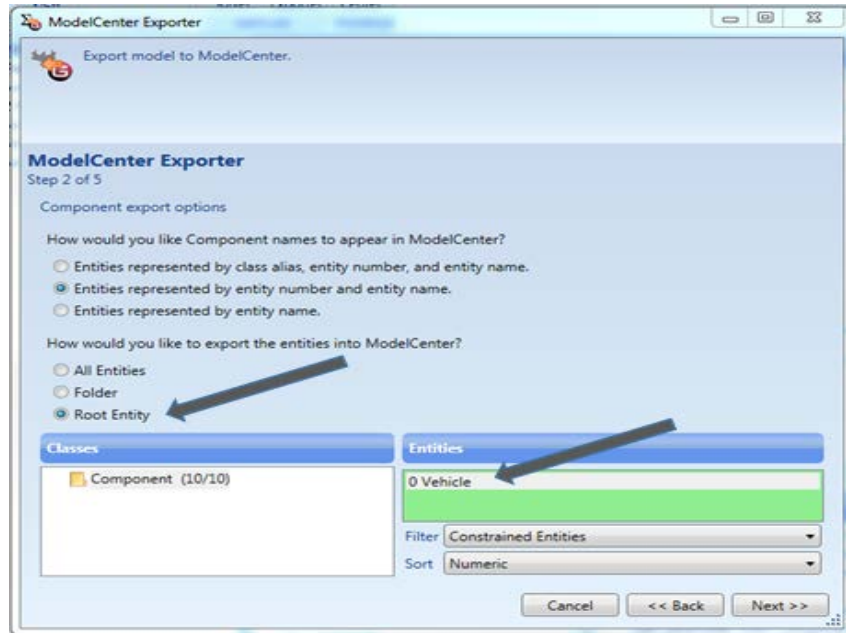 ModelCenter Exporter
Export model to ModelCenter.
ModelCenter Exporter
Step 2 of 5
Component export options
How would you like Component names to appear in ModelCenter?
Entities represented by class alias, entity number, and entity name.
Entities represented by entity number and entity name.
Entities represented by entity name.
How would you like to export the entities into ModelCenter?
All Entities
Folder
Root Entity
Classes
Entities
Component (10/10)
0 Vehicle
Filter Constrained Entities
Sort Numeric
Cancel << Back Next >>